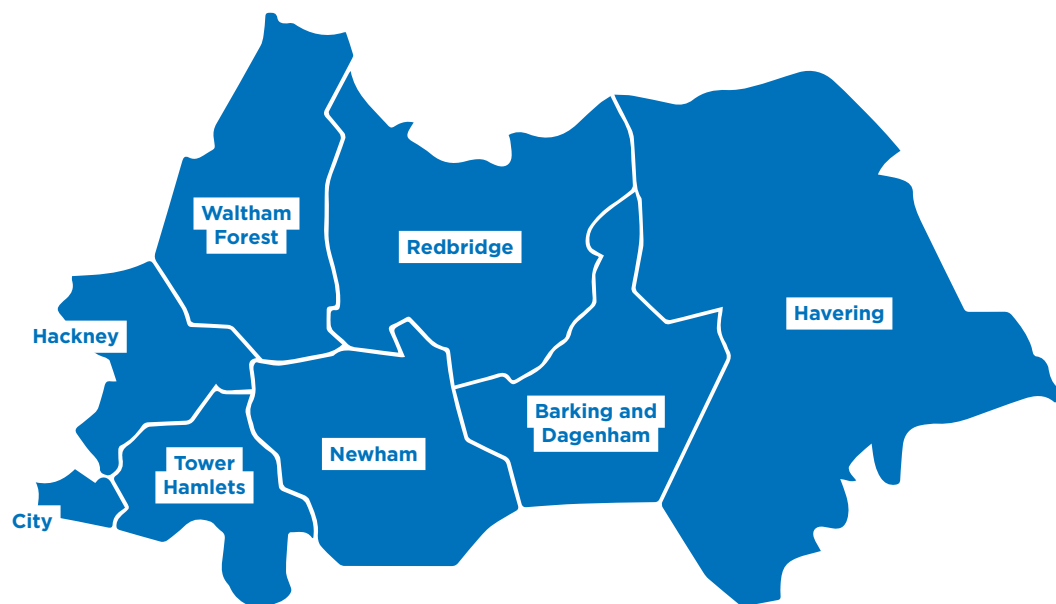 Waltham
Forest
Redbridge
Havering
Hackney
Barking and
Dagenham
Newham
Tower
Hamlets
City